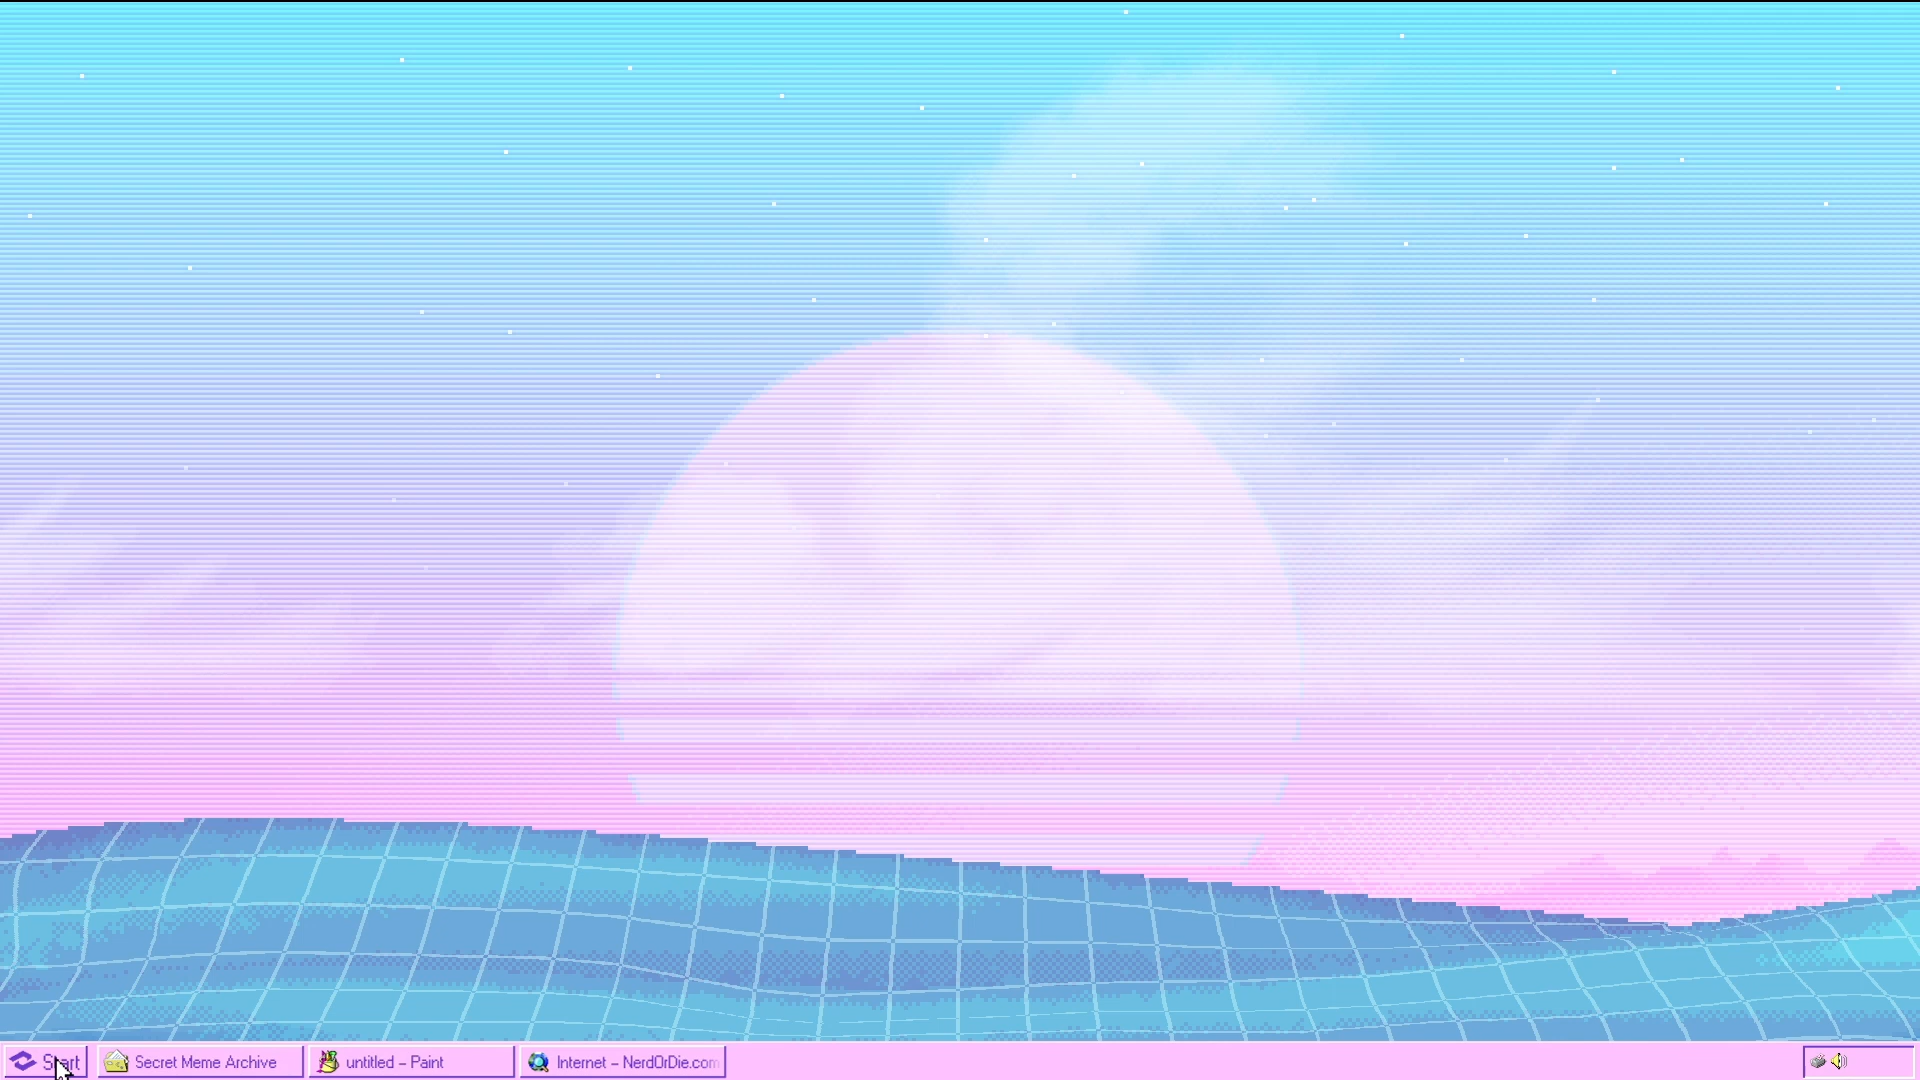 Start
Secret Meme Archive
untitled – Paint
Internet – NerdOrDie.com